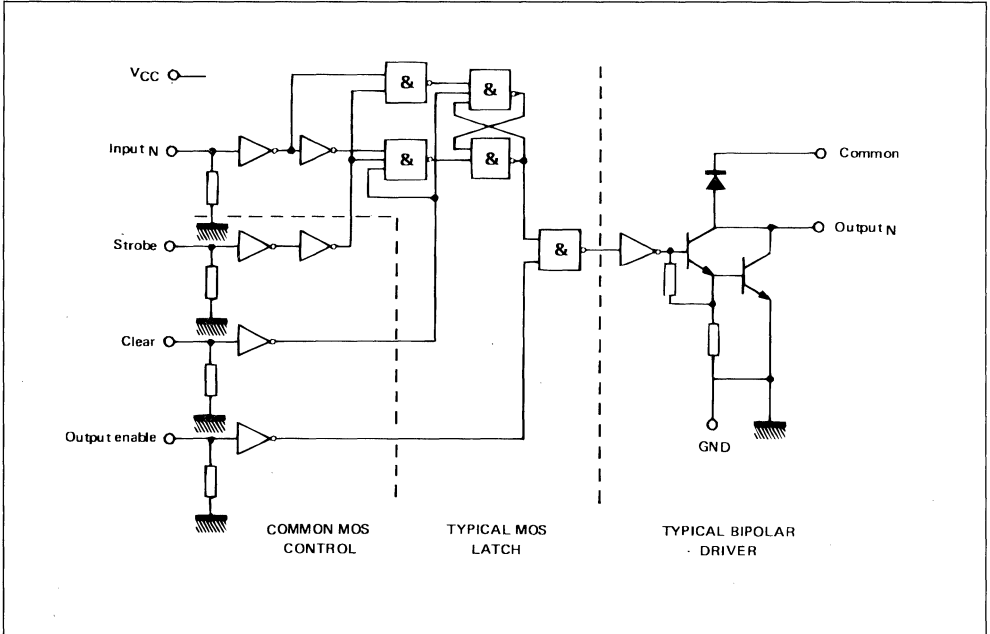 VCC
Input N
Strobe
Clear
Output enable
&
&
&
&
&
Common
Output N
GND
COMMON MOS
CONTROL
TYPICAL MOS
LATCH
TYPICAL BIPOLAR
DRIVER